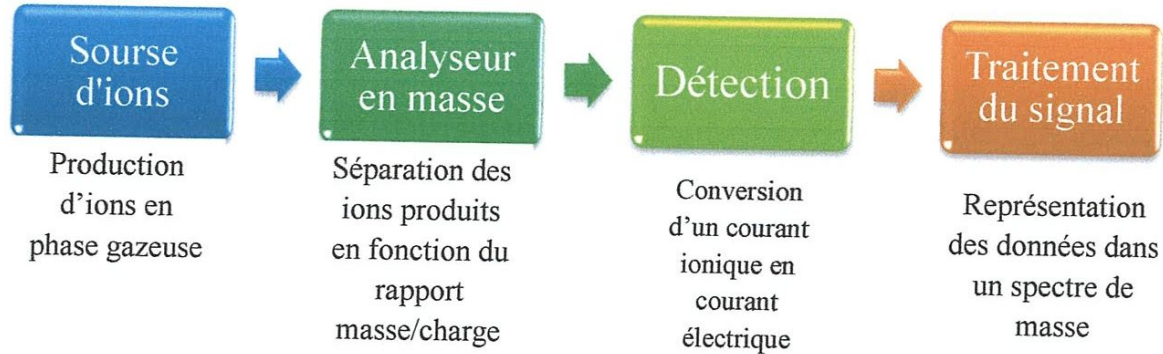 Sourse
d'ions
Analyseur
en masse
Détection
Traitement
du signal
Production
d’ions en
phase gazeuse
Séparation des
ions produits
en fonction du
rapport
masse/charge
Conversion
d’un courant
ionique en
courant
électrique
Représentation
des données dans
un spectre de
masse